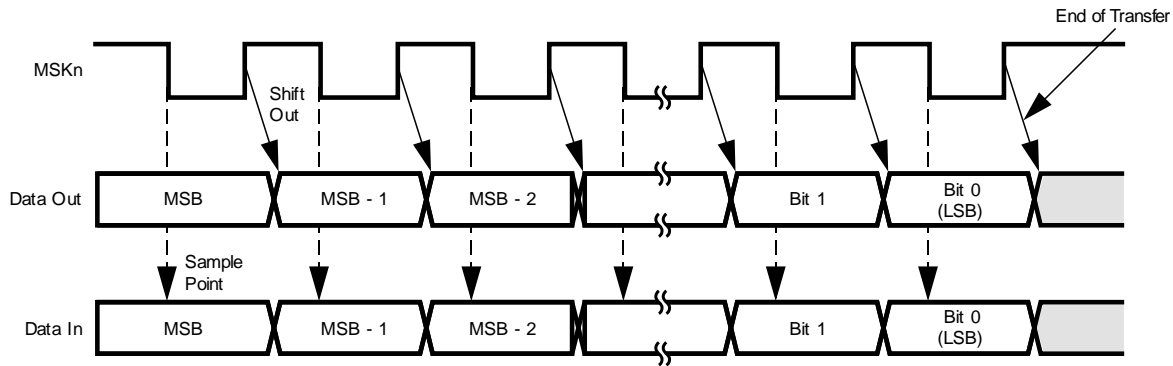 End of Transfer
MSKn
Shift
Out
Data Out
MSB
MSB - 1
MSB - 2
Bit 1
Bit 0
(LSB)
Sample
Point
Data In
MSB
MSB - 1
MSB - 2
Bit 1
Bit 0
(LSB)